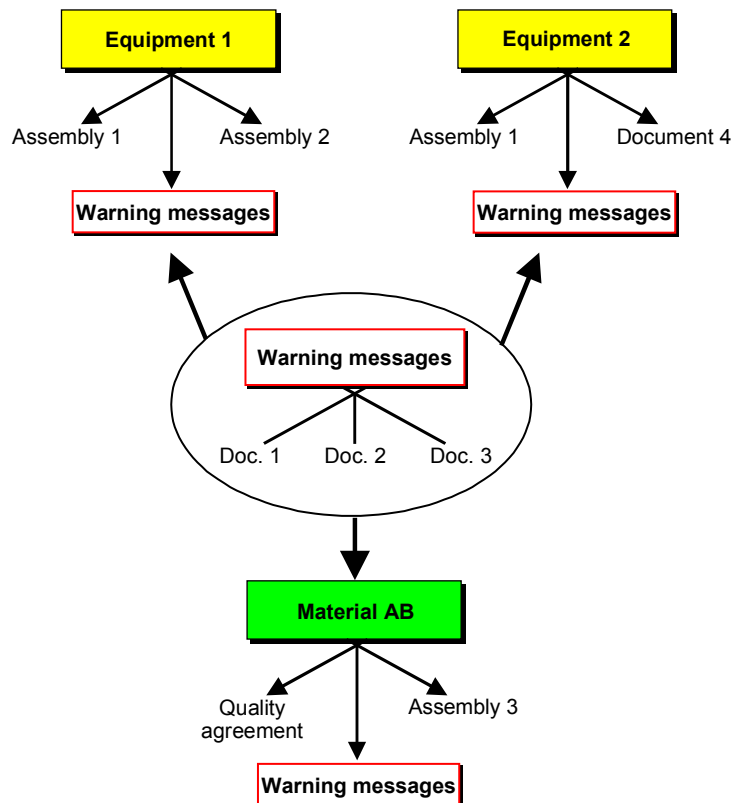 Equipment 1
Equipment 2
Assembly 1
Assembly 2
Assembly 1
Document 4
Warning messages
Warning messages
Warning messages
Doc. 1
Doc. 2
Doc. 3
Material AB
Quality
agreement
Assembly 3
Warning messages